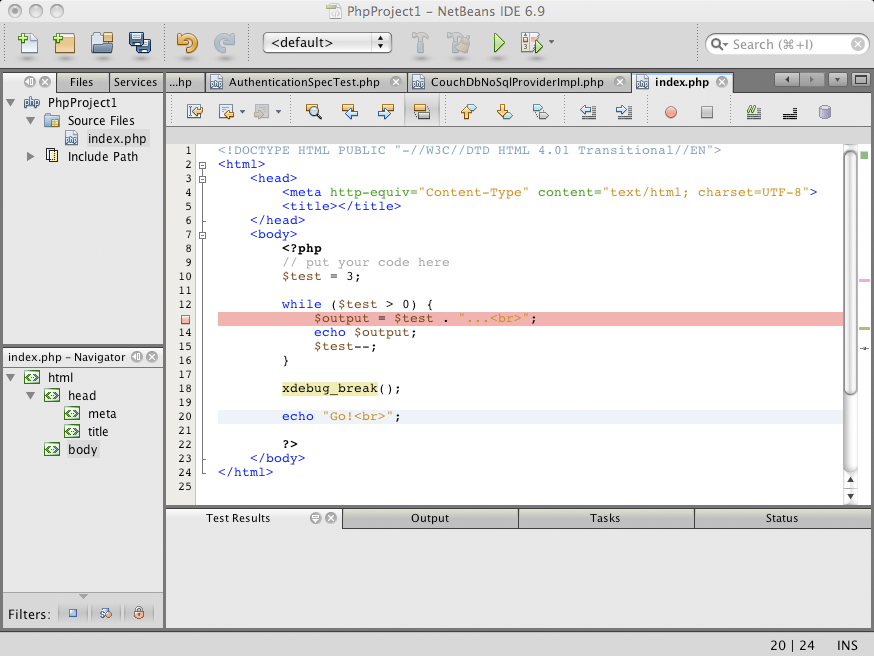 PhpProject1 – NetBeans IDE 6.9
<default>
Search (⌘+I)
Files
Services
...hp
AuthenticationSpecTest.php
CouchDbNoSqlProviderImpl.php
index.php
PhpProject1
Source Files
index.php
Include Path
1 <!DOCTYPE HTML PUBLIC "-//W3C//DTD HTML 4.01 Transitional//EN">
2 <html>
3 <head>
4 <meta http-equiv="Content-Type" content="text/html; charset=UTF-8">
5 <title></title>
6 </head>
7 <body>
8 <?php
9 // put your code here
10 $test = 3;
11
12 while ($test > 0) {
$output = $test . "...<br>";
14 echo $output;
15 $test--;
16 }
17
18 xdebug_break();
19
20 echo "Go!<br>";
21
22 ?>
23 </body>
24 </html>
25
index.php – Navigator
html
head
meta
title
body
Filters:
Test Results
Output
Tasks
Status
20 | 24
INS